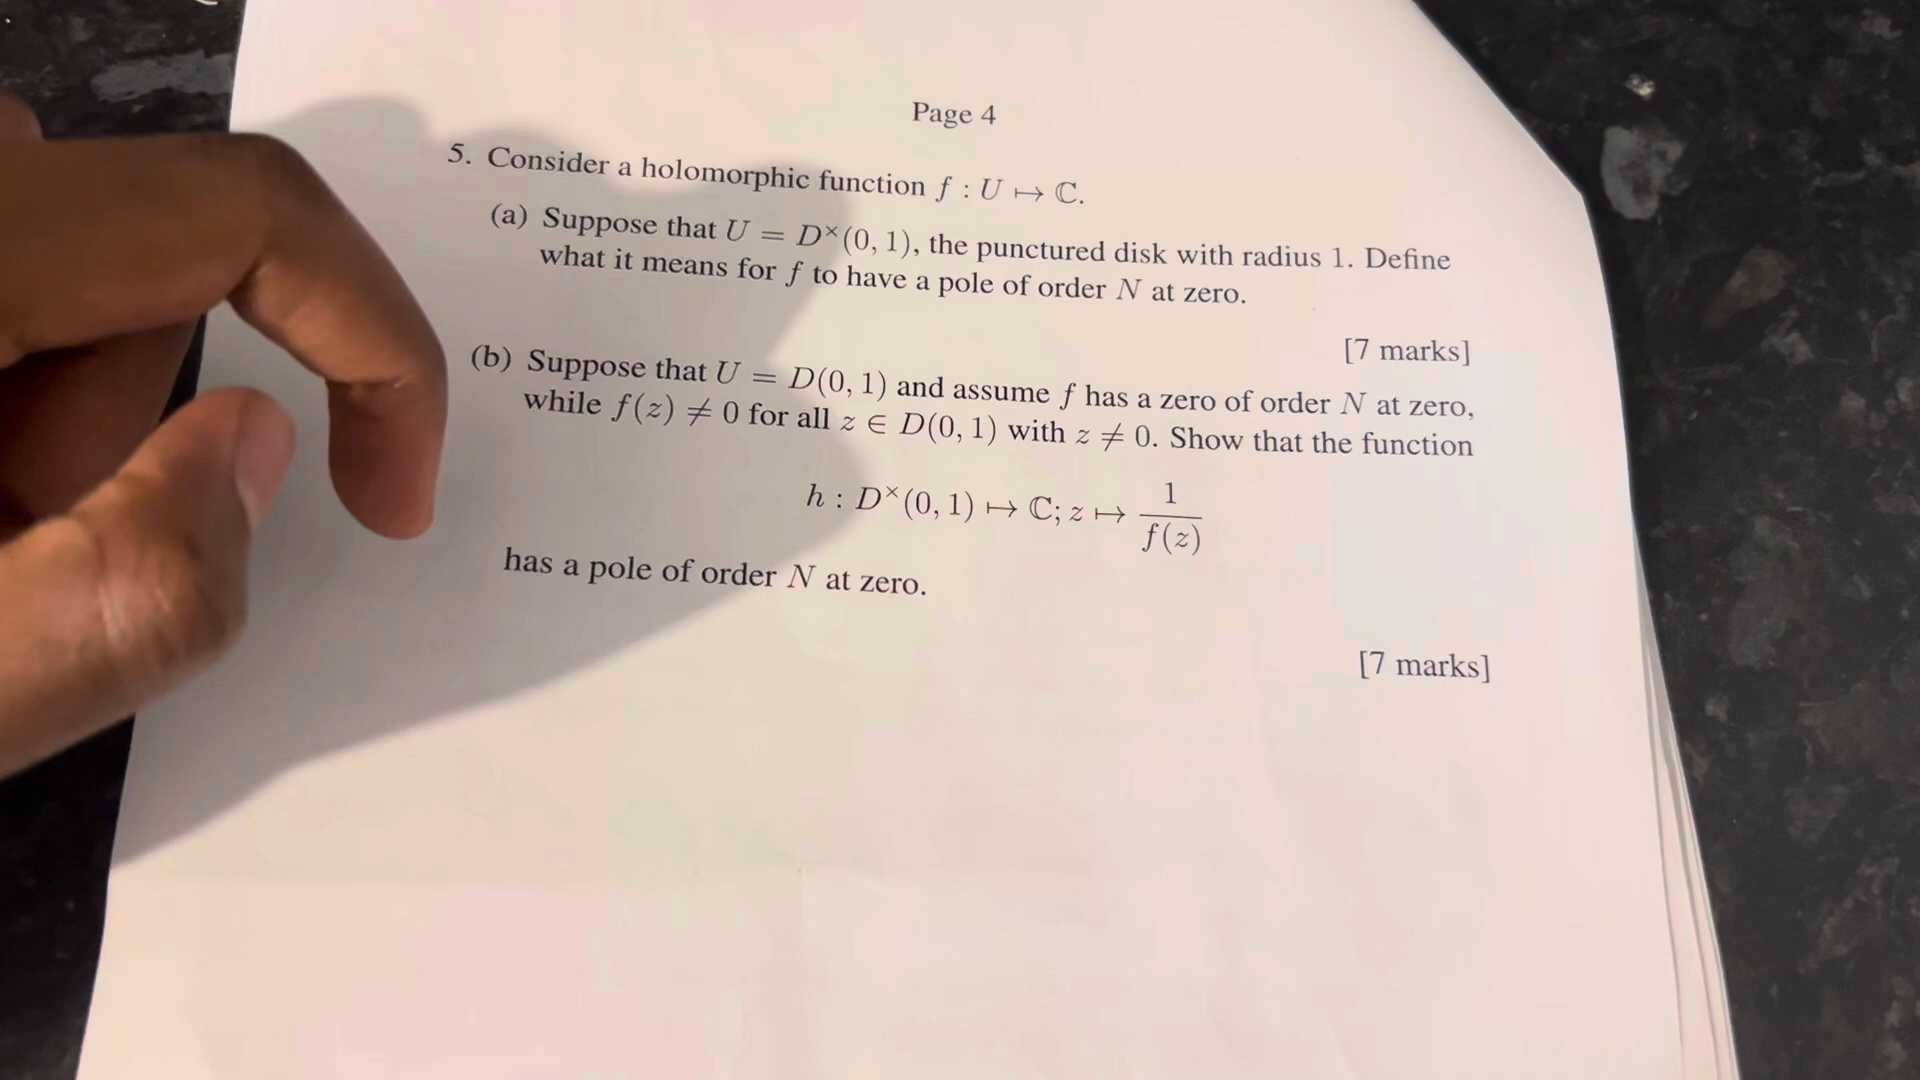 Page 4
5. Consider a holomorphic function f : U ↦ ℂ.
(a) Suppose that U = D×(0, 1), the punctured disk with radius 1. Define
what it means for f to have a pole of order N at zero.
[7 marks]
(b) Suppose that U = D(0, 1) and assume f has a zero of order N at zero,
while f(z) ≠ 0 for all z ∈ D(0, 1) with z ≠ 0. Show that the function
h : D×(0, 1) ↦ ℂ; z ↦ 1/f(z)
has a pole of order N at zero.
[7 marks]